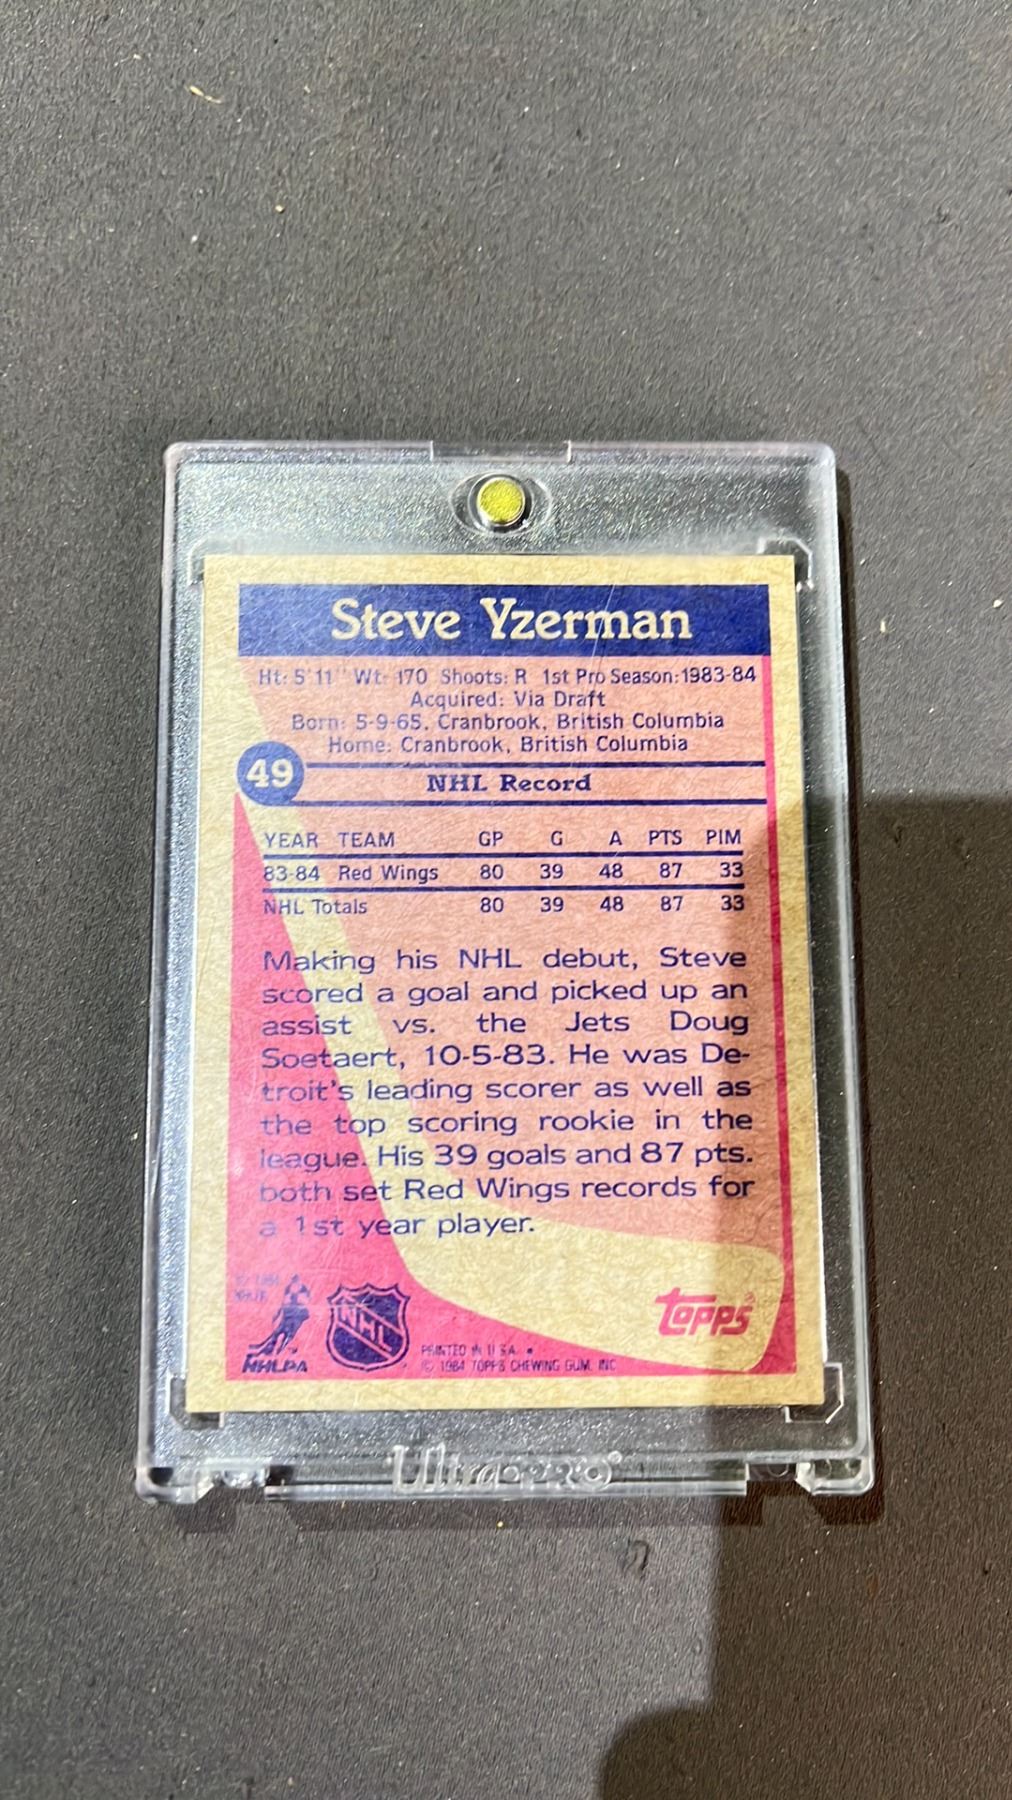 Steve Yzerman
Ht: 5'11" Wt: 170 Shoots: R 1st Pro Season: 1983-84
Acquired: Via Draft
Born: 5-9-65, Cranbrook, British Columbia
Home: Cranbrook, British Columbia
49
NHL Record
YEAR TEAM GP G A PTS PIM
83-84 Red Wings 80 39 48 87 33
NHL Totals 80 39 48 87 33
Making his NHL debut, Steve
scored a goal and picked up an
assist vs. the Jets Doug
Soetaert, 10-5-83. He was De-
troit's leading scorer as well as
the top scoring rookie in the
league. His 39 goals and 87 pts.
both set Red Wings records for
a 1st year player.
© 1984
NHLPA
NHL
topps®
PRINTED IN U.S.A.
© 1984 TOPPS CHEWING GUM, INC
Ultra·PRO®